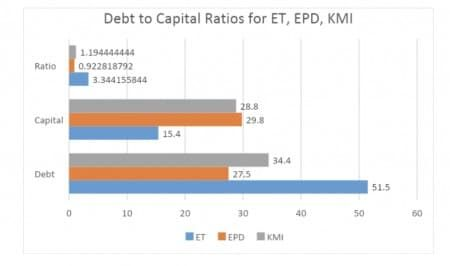 Debt to Capital Ratios for ET, EPD, KMI
1.194444444
Ratio 0.922818792
3.344155844
28.8
Capital 29.8
15.4
34.4
Debt 27.5
51.5
0 10 20 30 40 50 60
ET EPD KMI